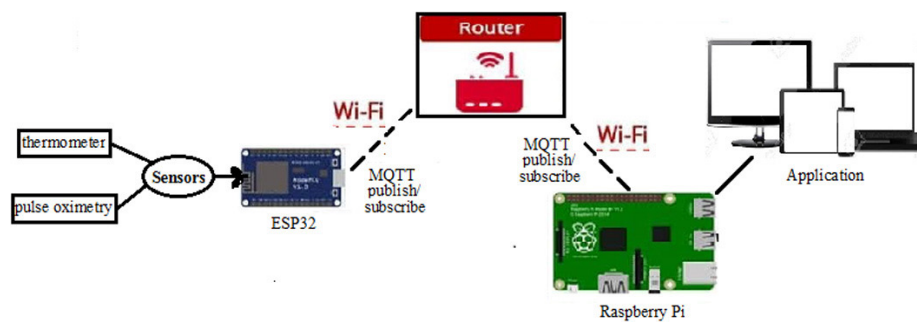 Router
Wi-Fi
Wi-Fi
thermometer
Sensors
pulse oximetry
MQTT
publish/
subscribe
MQTT
publish/
subscribe
ESP32
Application
Raspberry Pi